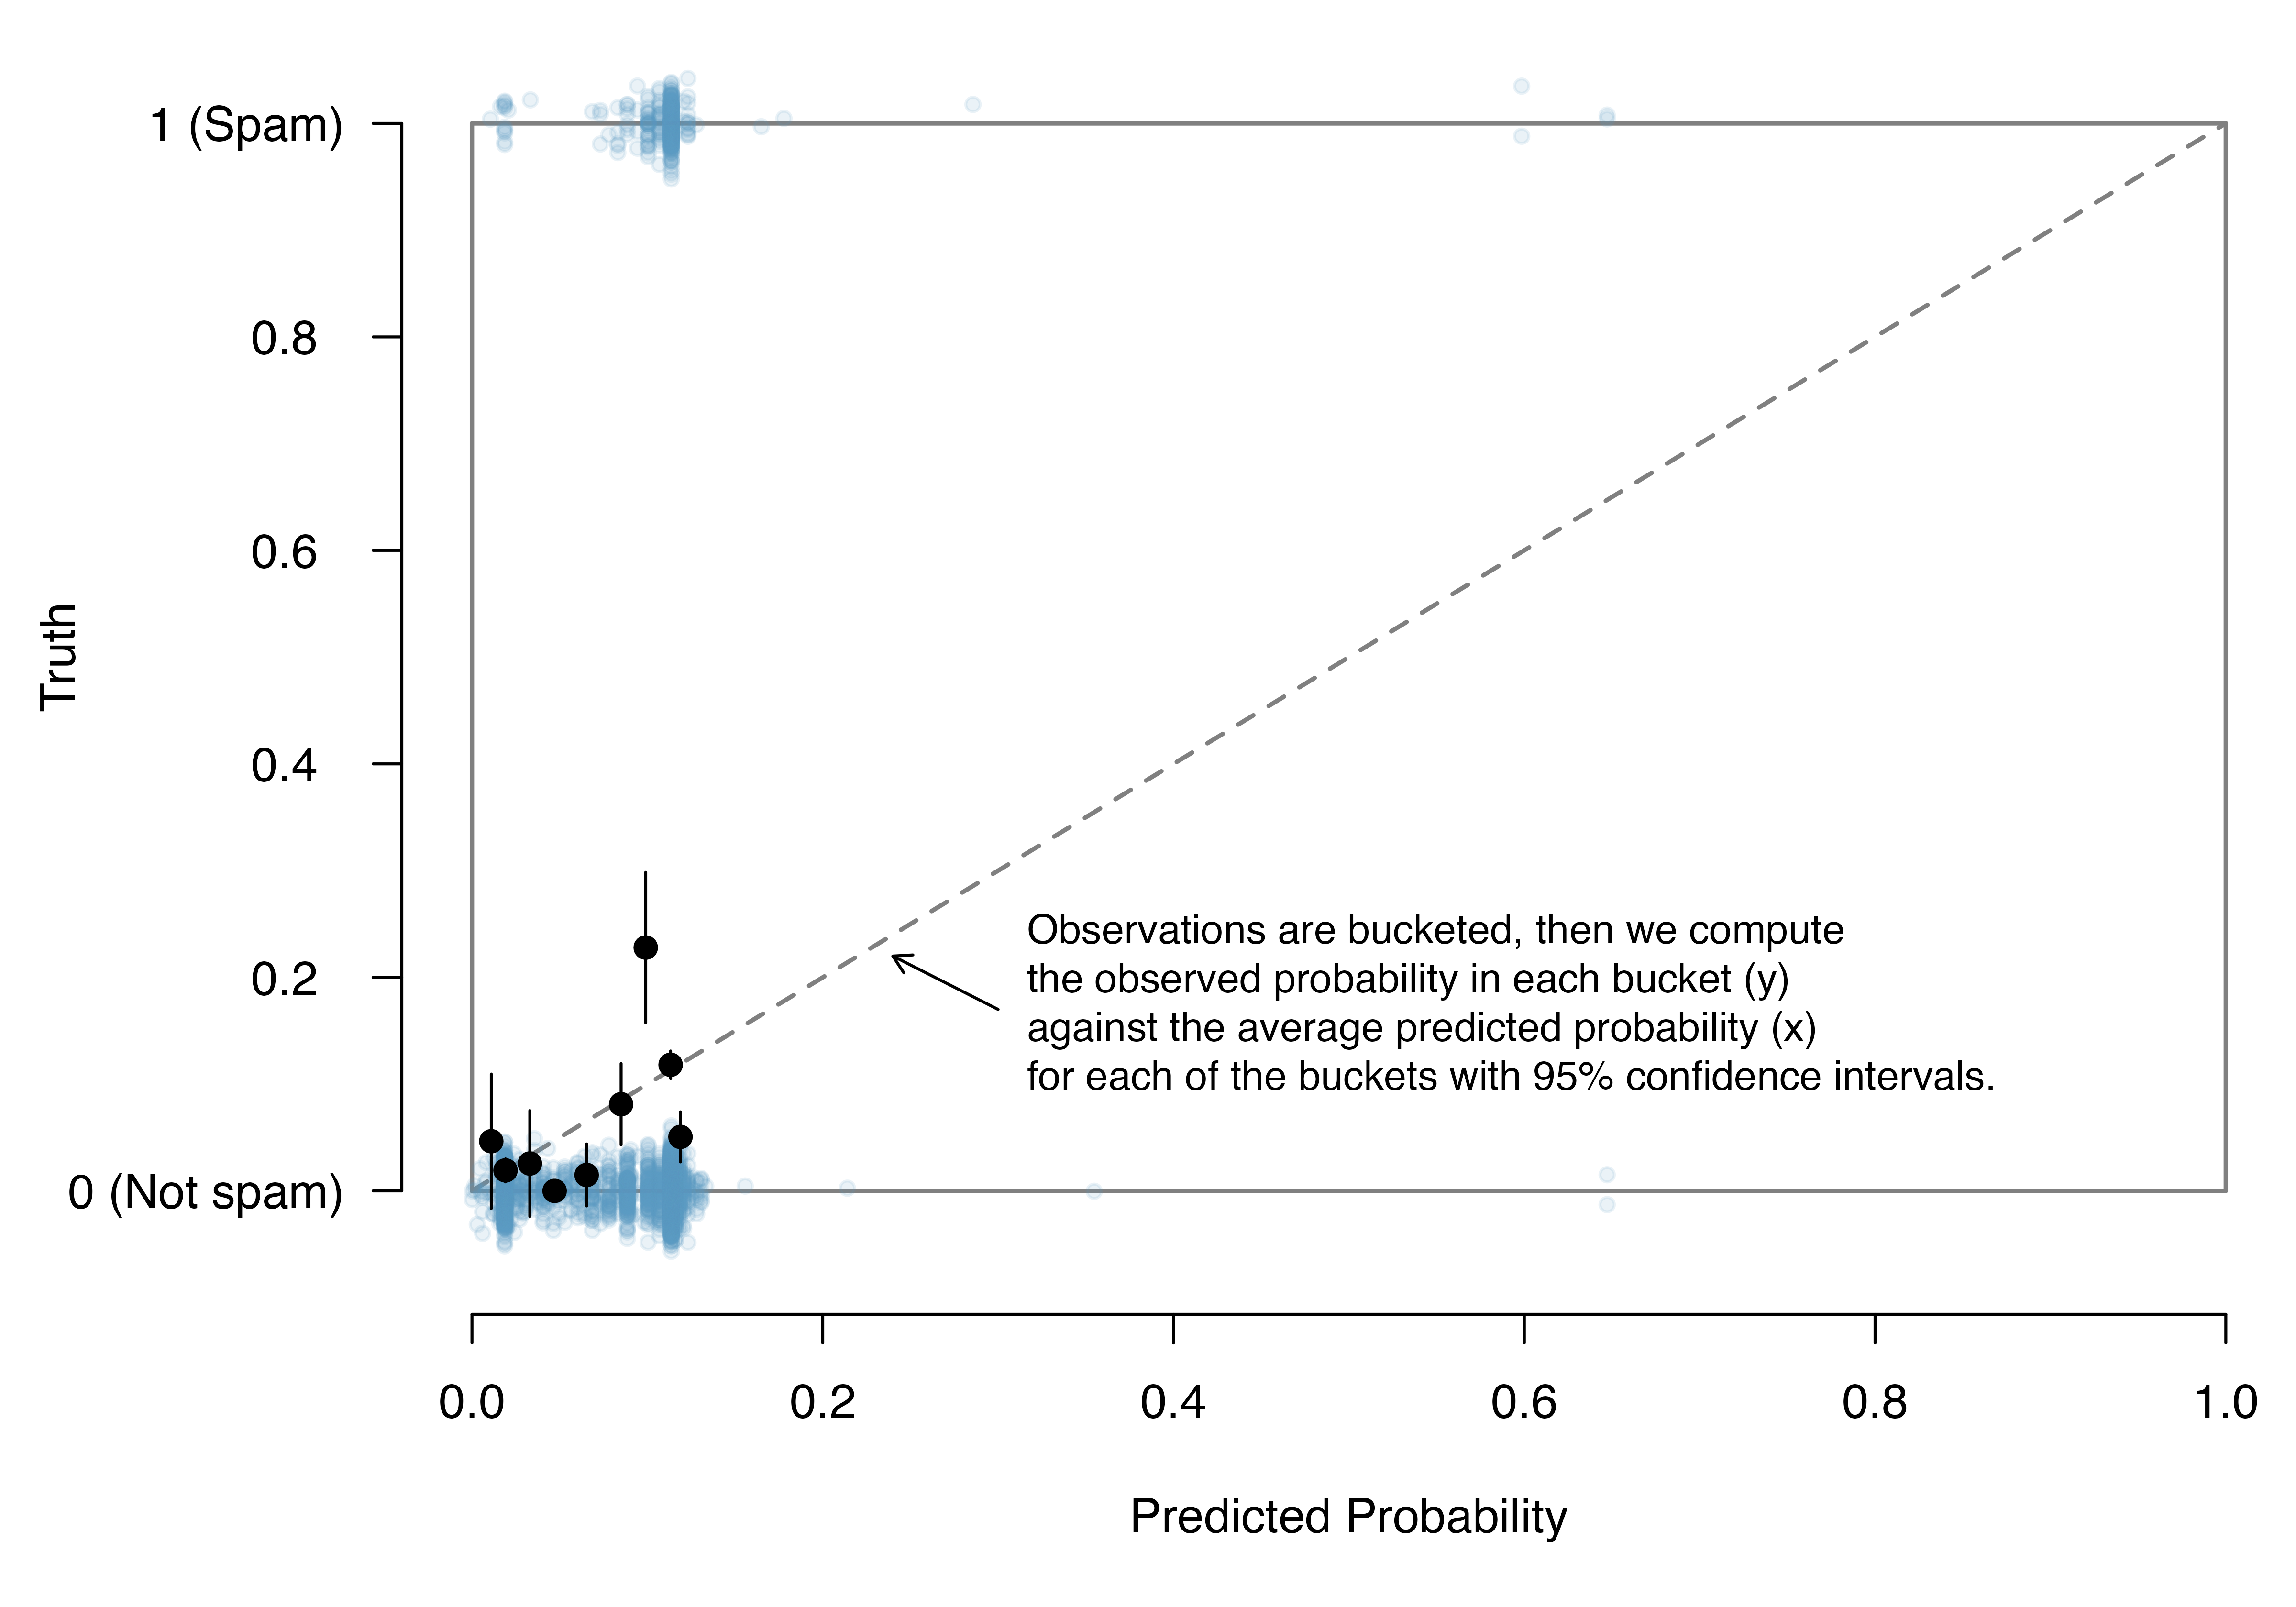 1 (Spam)
0.8
0.6
0.4
0.2
0 (Not spam)
Truth
Observations are bucketed, then we compute
the observed probability in each bucket (y)
against the average predicted probability (x)
for each of the buckets with 95% confidence intervals.
0.0
0.2
0.4
0.6
0.8
1.0
Predicted Probability